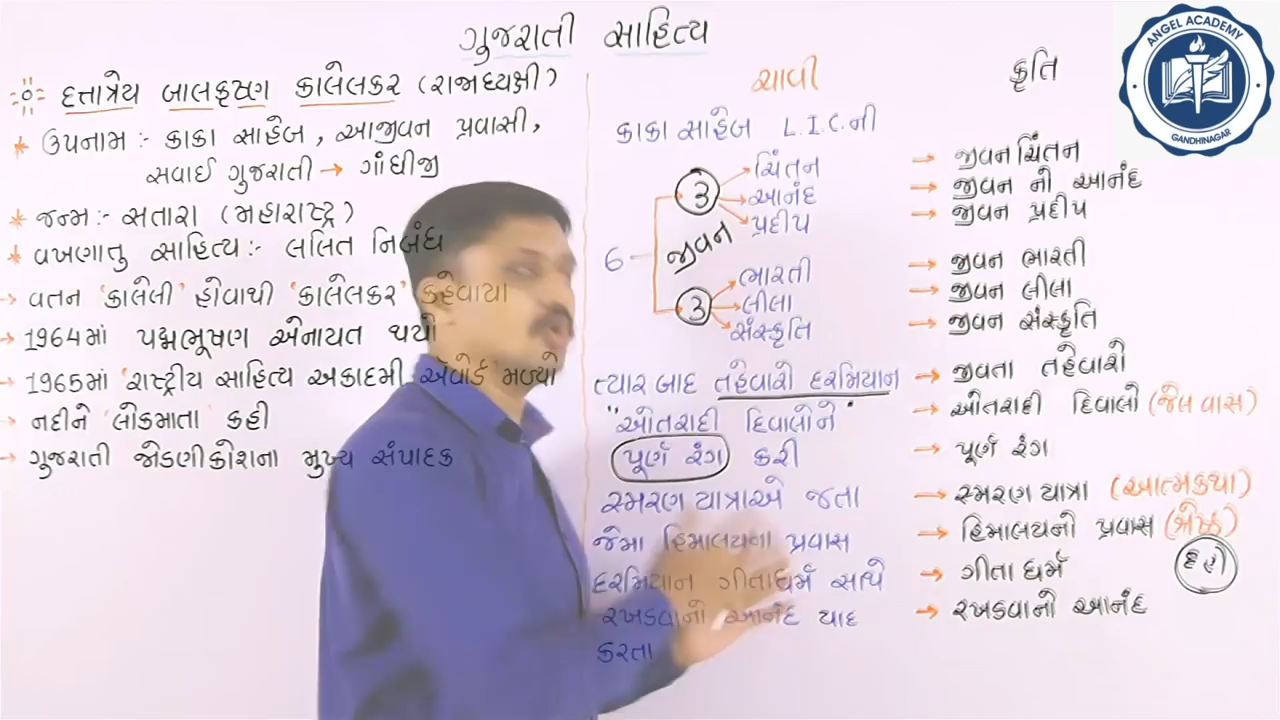 ગુજરાતી સાહિત્ય
દત્તાત્રેય બાલકૃષ્ણ કાલેલકર (રાજાધ્યક્ષી)
* ઉપનામ :- કાકા સાહેબ, આજીવન પ્રવાસી,
સવાઈ ગુજરાતી → ગાંધીજી
* જન્મ :- સતારા (મહારાષ્ટ્ર)
* વખણાતુ સાહિત્ય :- લલિત નિબંધ
→ વતન 'કાલેલી' હોવાથી 'કાલેલકર' કહેવાયા
→ 1964માં પદ્મભૂષણ એનાયત થયો
→ 1965માં 'રાષ્ટ્રીય સાહિત્ય અકાદમી ઍવોર્ડ' મળ્યો
→ નદીને 'લોકમાતા' કહી
→ ગુજરાતી જોડણીકોશના મુખ્ય સંપાદક
ચાવી
કાકા સાહેબ L.I.C.ની
6
જીવન
3
ચિંતન
આનંદ
પ્રદીપ
3
ભારતી
લીલા
સંસ્કૃતિ
ત્યાર બાદ તહેવારો દરમિયાન
"ઓતરાદી દિવાલોને"
પૂર્ણ રંગ કરી
સ્મરણ યાત્રાએ જતા
જેમા હિમાલયના પ્રવાસ
દરમિયાન ગીતાધર્મ સાથે
રખડવાનો આનંદ યાદ
કરતા
કૃતિ
→ જીવન ચિંતન
→ જીવન નો આનંદ
→ જીવન પ્રદીપ
→ જીવન ભારતી
→ જીવન લીલા
→ જીવન સંસ્કૃતિ
→ જીવતા તહેવારો
→ ઓતરાદી દિવાલો (જેલ વાસ)
→ પૂર્ણ રંગ
→ સ્મરણ યાત્રા (આત્મકથા)
→ હિમાલયનો પ્રવાસ (શ્રેષ્ઠ)
→ ગીતા ધર્મ
→ રખડવાનો આનંદ
ANGEL ACADEMY
GANDHINAGAR